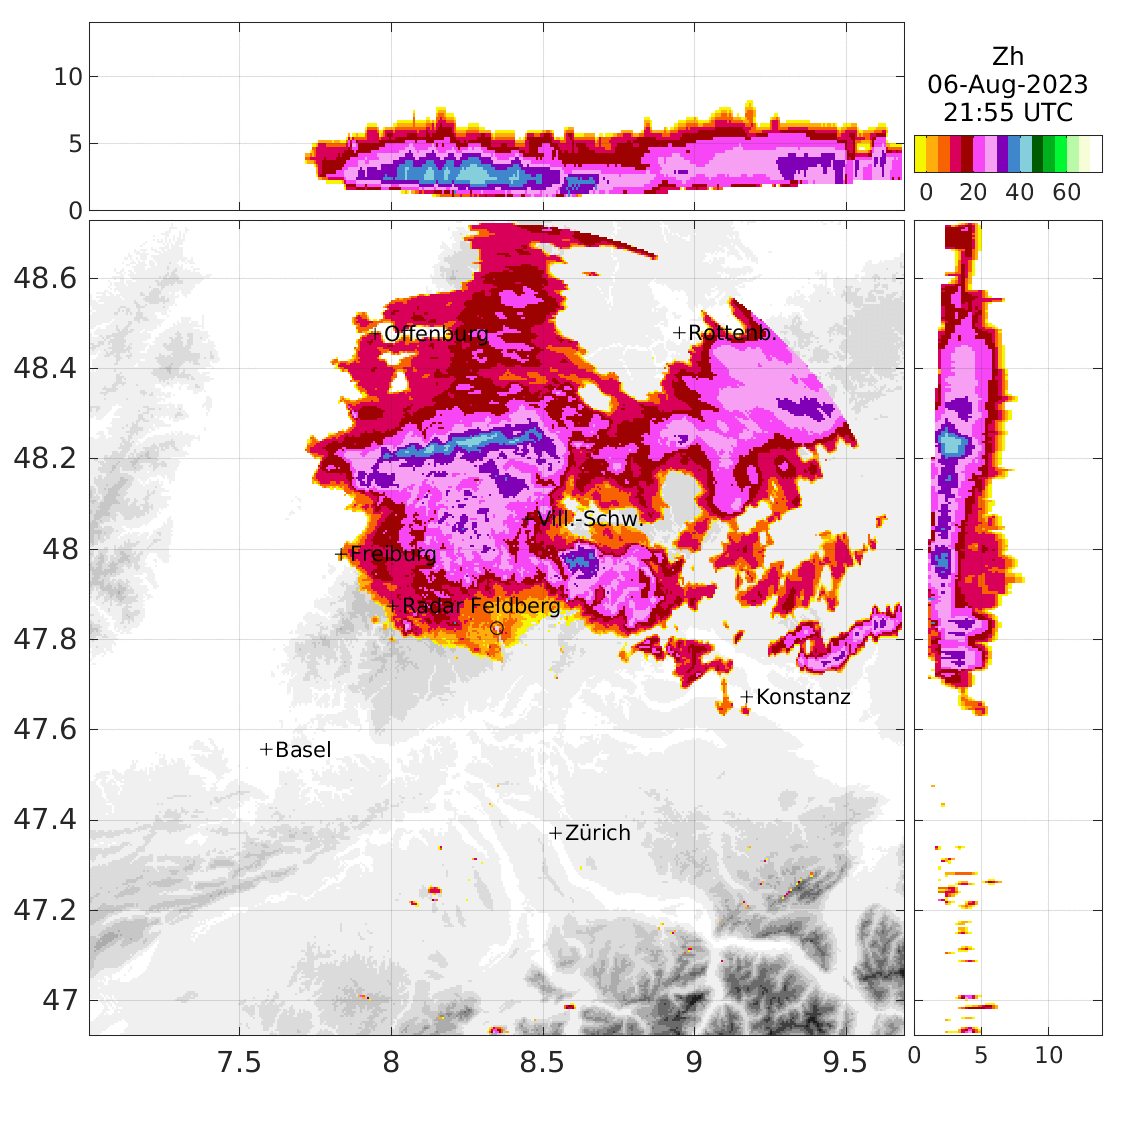 Zh
06-Aug-2023
21:55 UTC
0 20 40 60
10
5
0
48.6
48.4
48.2
48
47.8
47.6
47.4
47.2
47
Offenburg
Rottenb.
Vill.-Schw.
Freiburg
Radar Feldberg
Konstanz
Basel
Zürich
7.5 8 8.5 9 9.5
0 5 10